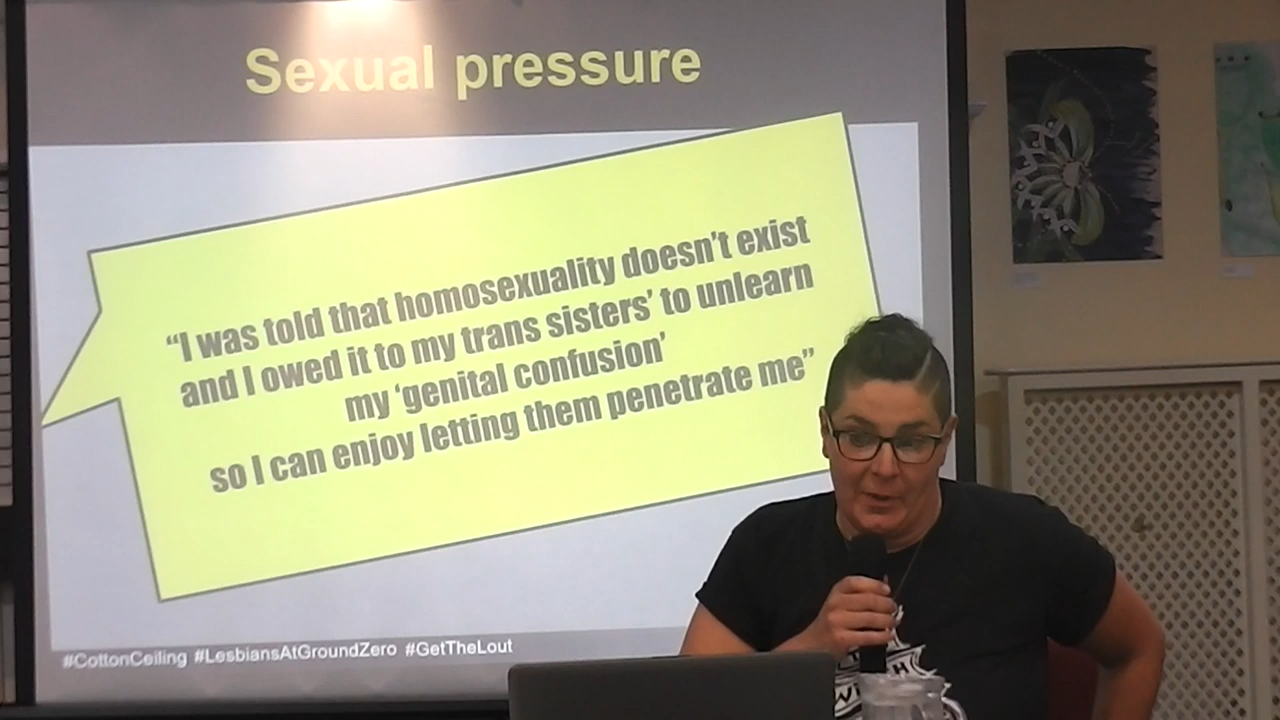 Sexual pressure
“I was told that homosexuality doesn’t exist
and I owed it to my trans sisters’ to unlearn
my ‘genital confusion’
so I can enjoy letting them penetrate me”
#CottonCeiling #LesbiansAtGroundZero #GetTheLout